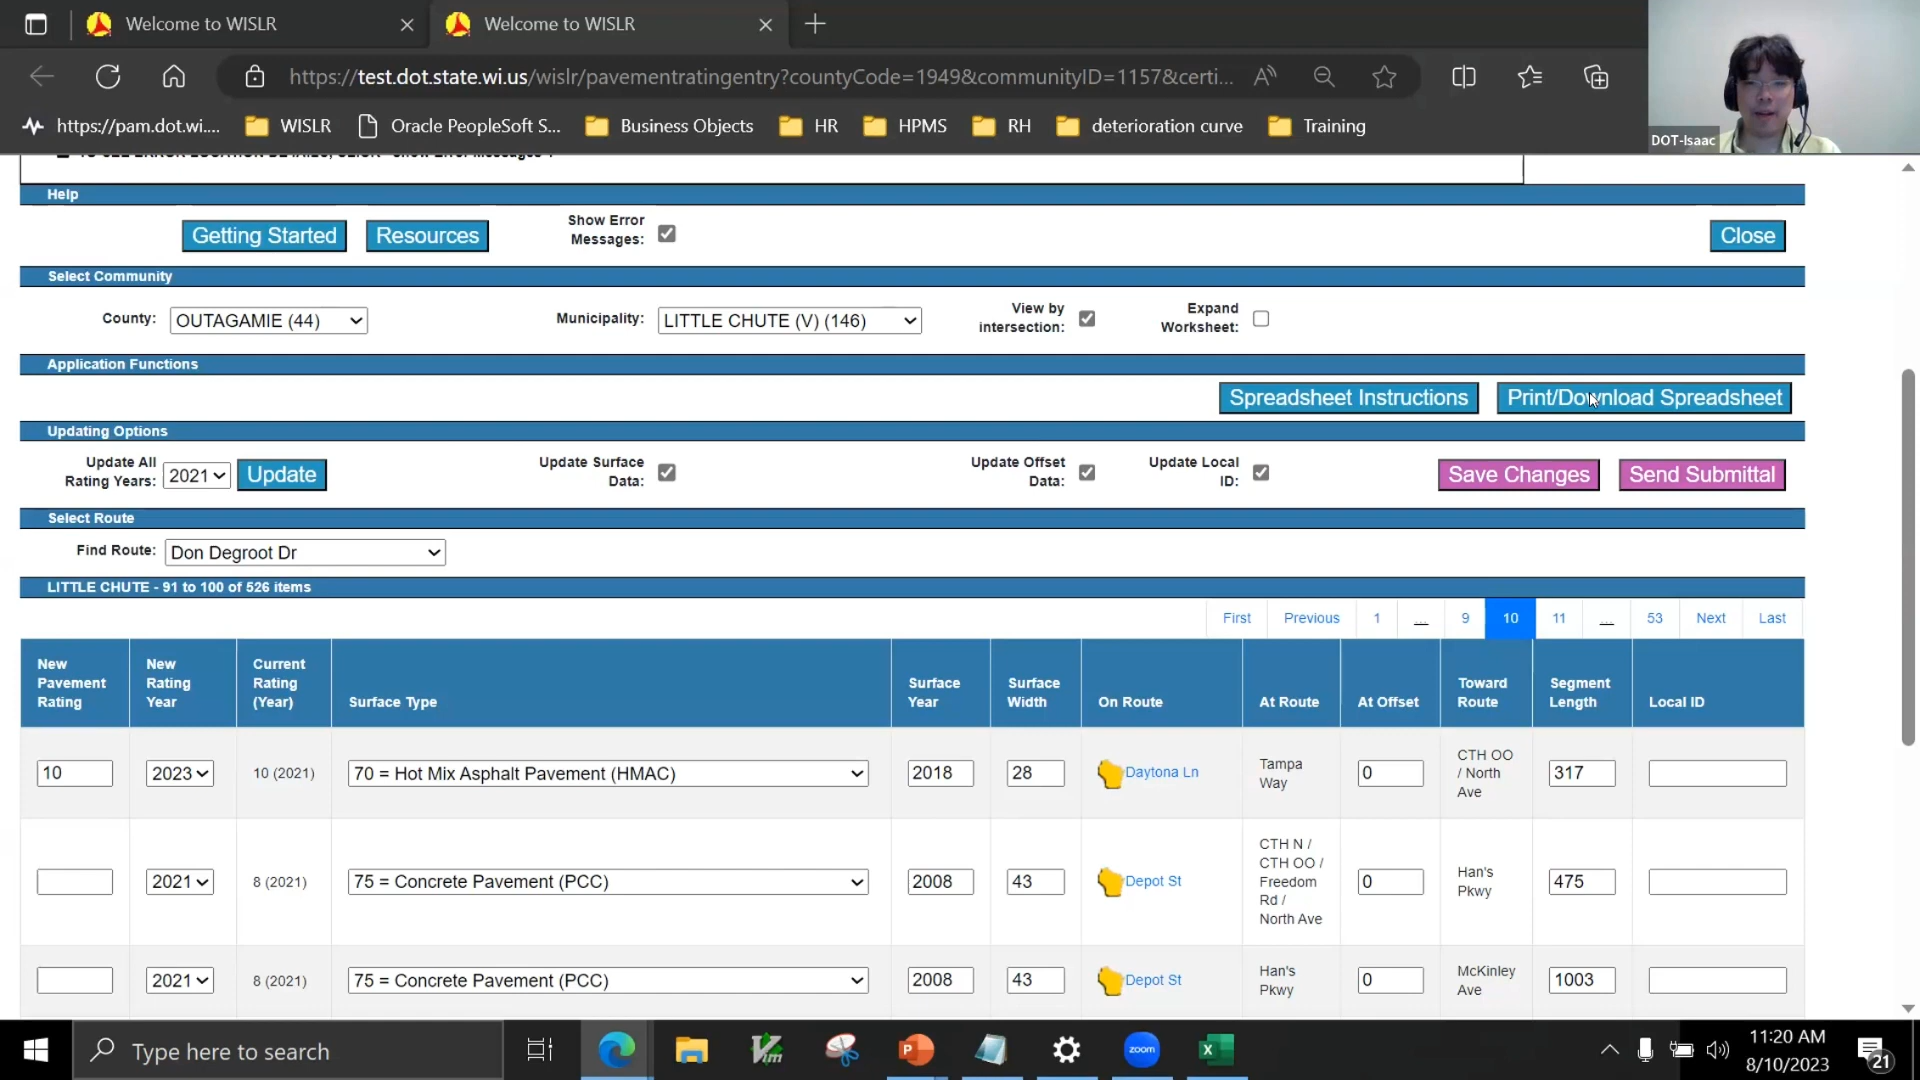 Welcome to WISLR
Welcome to WISLR
https://test.dot.state.wi.us/wislr/pavementratingentry?countyCode=1949&communityID=1157&certi...
https://pam.dot.wi....
WISLR
Oracle PeopleSoft S...
Business Objects
HR
HPMS
RH
deterioration curve
Training
DOT-Isaac
Help
Getting Started
Resources
Show Error
Messages:
Close
Select Community
County:
OUTAGAMIE (44)
Municipality:
LITTLE CHUTE (V) (146)
View by
intersection:
Expand
Worksheet:
Application Functions
Spreadsheet Instructions
Print/Download Spreadsheet
Updating Options
Update All
Rating Years:
2021
Update
Update Surface
Data:
Update Offset
Data:
Update Local
ID:
Save Changes
Send Submittal
Select Route
Find Route:
Don Degroot Dr
LITTLE CHUTE - 91 to 100 of 526 items
First Previous 1 ... 9 10 11 ... 53 Next Last
New
Pavement
Rating
New
Rating
Year
Current
Rating
(Year)
Surface Type
Surface
Year
Surface
Width
On Route
At Route
At Offset
Toward
Route
Segment
Length
Local ID
10
2023
10 (2021)
70 = Hot Mix Asphalt Pavement (HMAC)
2018
28
Daytona Ln
Tampa
Way
0
CTH OO
/ North
Ave
317
2021
8 (2021)
75 = Concrete Pavement (PCC)
2008
43
Depot St
CTH N /
CTH OO /
Freedom
Rd /
North Ave
0
Han's
Pkwy
475
2021
8 (2021)
75 = Concrete Pavement (PCC)
2008
43
Depot St
Han's
Pkwy
0
McKinley
Ave
1003
Type here to search
zoom
11:20 AM
8/10/2023
21